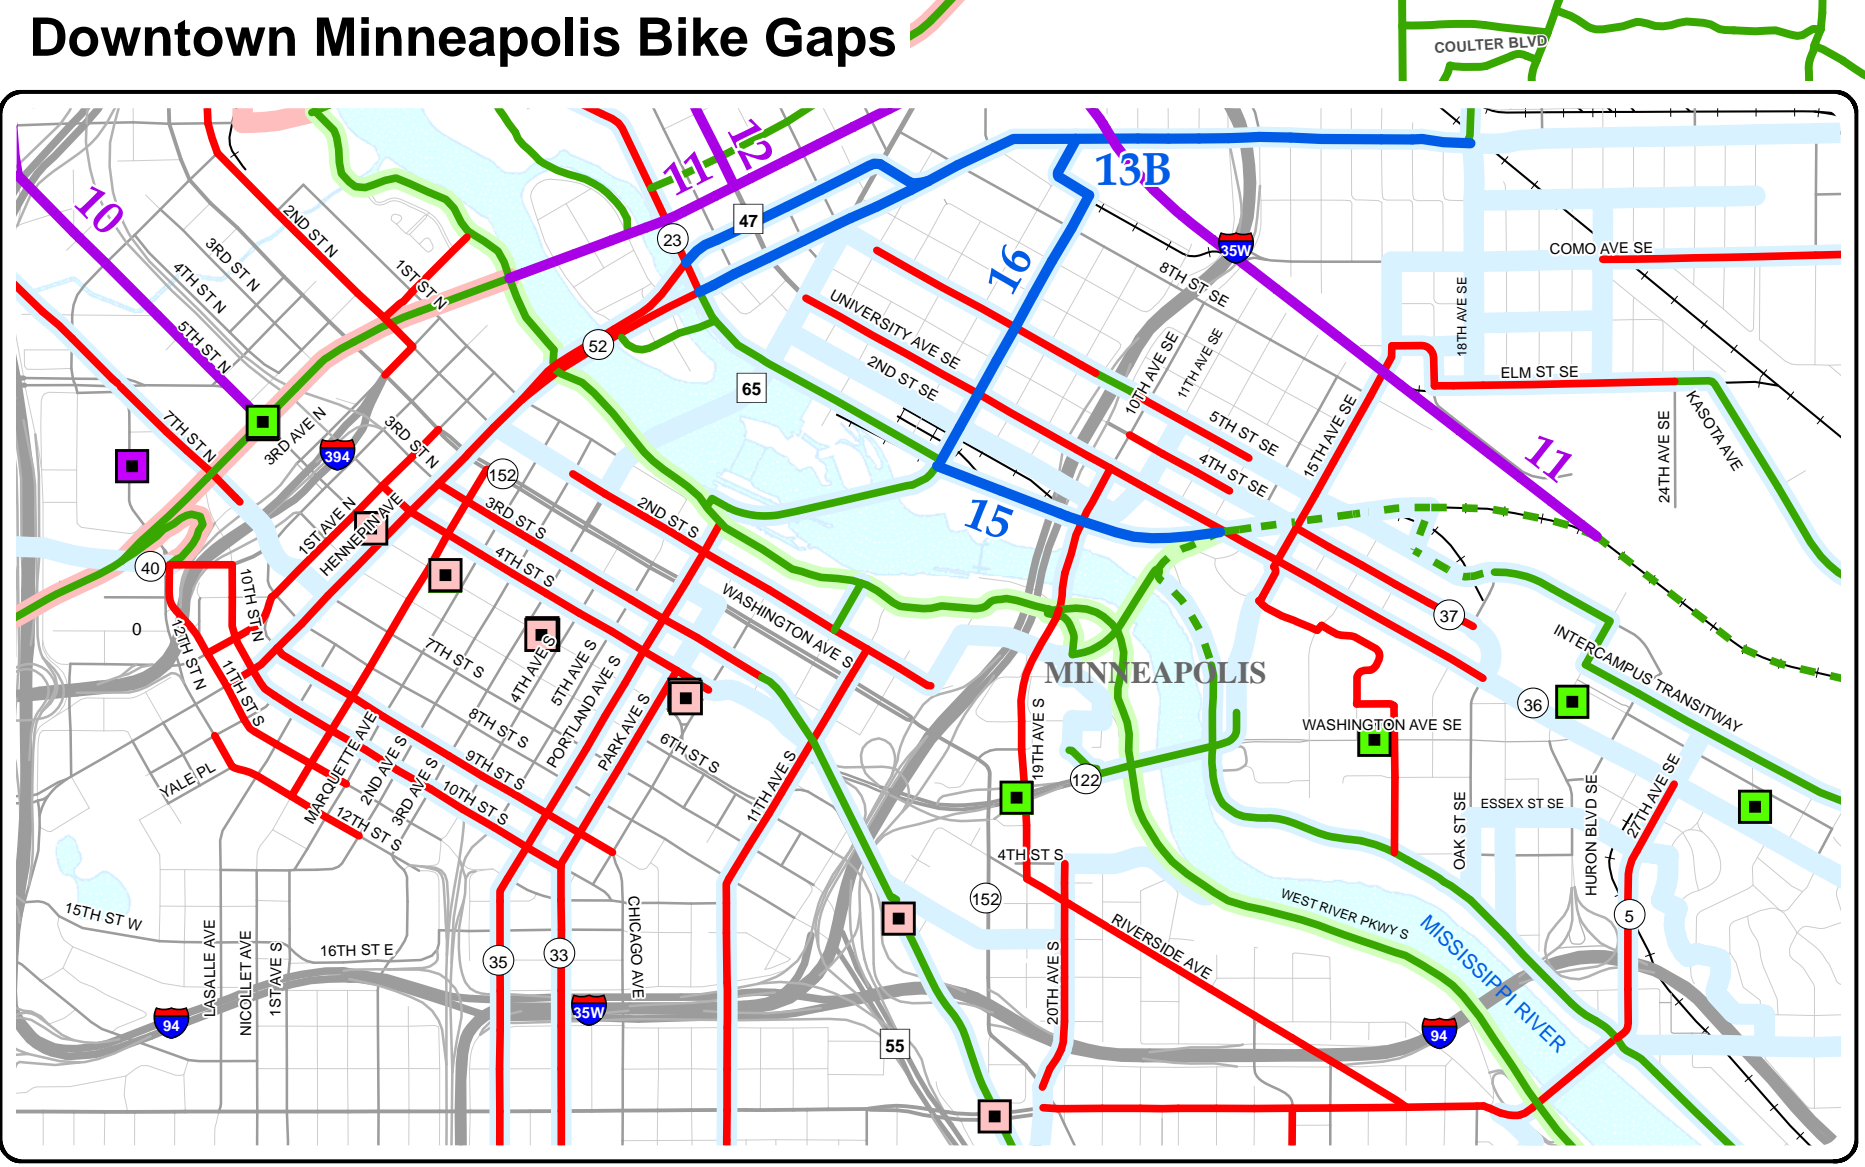 Downtown Minneapolis Bike Gaps
COULTER BLVD
10
11
12
13B
47
23
2ND ST N
3RD ST N
4TH ST N
1ST ST N
5TH ST N
16
35W
8TH ST SE
COMO AVE SE
18TH AVE SE
UNIVERSITY AVE SE
2ND ST SE
52
65
10TH AVE SE
11TH AVE SE
ELM ST SE
KASOTA AVE
7TH ST N
3RD AVE N
394
3RD ST N
152
5TH ST SE
4TH ST SE
15TH AVE SE
24TH AVE SE
11
1ST AVE N
HENNEPIN AVE
3RD ST S
4TH ST S
2ND ST S
15
40
10TH ST N
0
12TH ST N
11TH ST S
7TH ST S
4TH AVE S
5TH AVE S
PORTLAND AVE S
PARK AVE S
WASHINGTON AVE S
MINNEAPOLIS
37
INTERCAMPUS TRANSITWAY
36
WASHINGTON AVE SE
YALE PL
MARQUETTE AVE
2ND AVE S
3RD AVE S
8TH ST S
9TH ST S
10TH ST S
12TH ST S
6TH ST S
11TH AVE S
19TH AVE S
122
4TH ST S
152
OAK ST SE
ESSEX ST SE
HURON BLVD SE
27TH AVE SE
5
15TH ST W
LASALLE AVE
NICOLLET AVE
1ST AVE S
16TH ST E
35
33
CHICAGO AVE
94
35W
55
20TH AVE S
RIVERSIDE AVE
WEST RIVER PKWY S
MISSISSIPPI RIVER
94